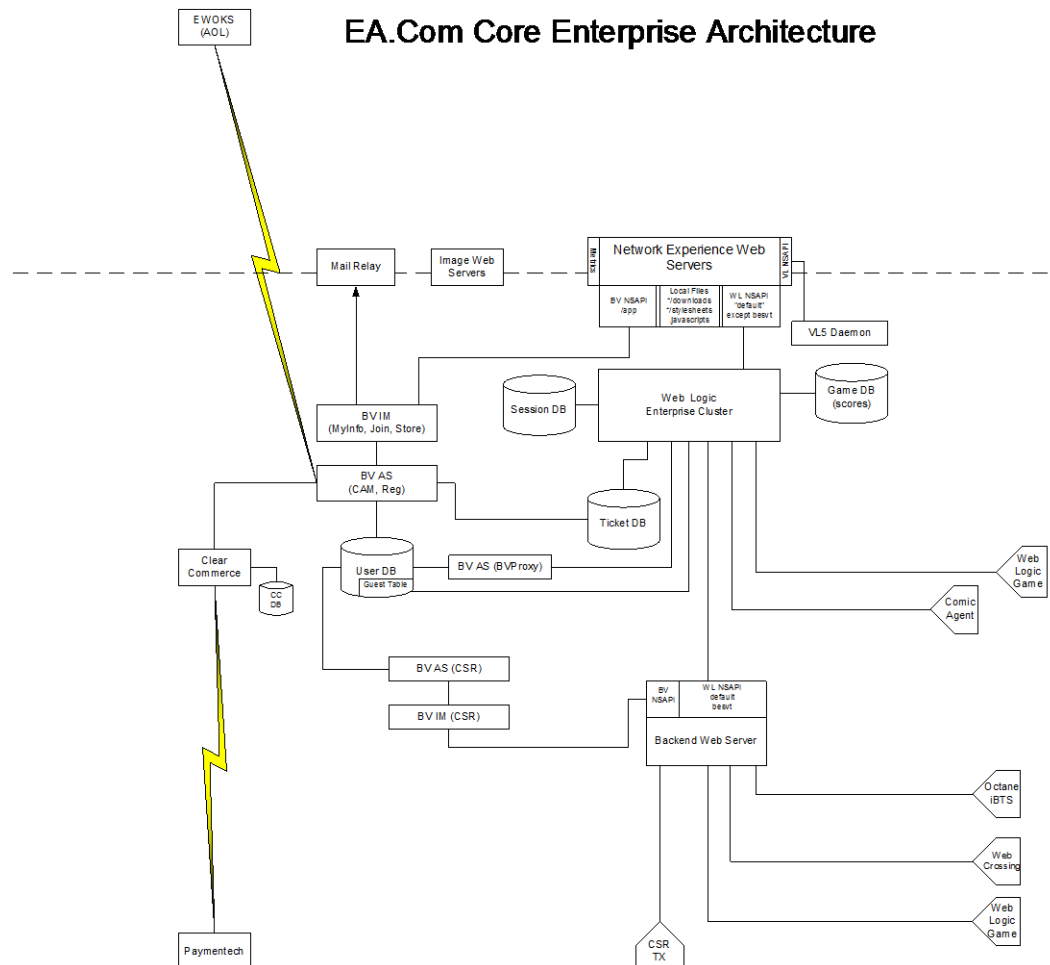 EWOKS
(AOL)
EA.Com Core Enterprise Architecture
Mail Relay
Image Web
Servers
Metrics
Network Experience Web
Servers
VL NSAPI
BV NSAPI
/app
Local Files
*/downloads
*/stylesheets
.javascripts
WL NSAPI
"default"
except besvt
VL5 Daemon
Session DB
Web Logic
Enterprise Cluster
Game DB
(scores)
BV IM
(MyInfo, Join, Store)
BV AS
(CAM, Reg)
Ticket DB
Clear
Commerce
CC
DB
User DB
Guest Table
BV AS (BVProxy)
Web
Logic
Game
Comic
Agent
BV AS (CSR)
BV IM (CSR)
BV
NSAPI
WL NSAPI
default
besvt
Backend Web Server
Octane
iBTS
Web
Crossing
Web
Logic
Game
Paymentech
CSR
TX